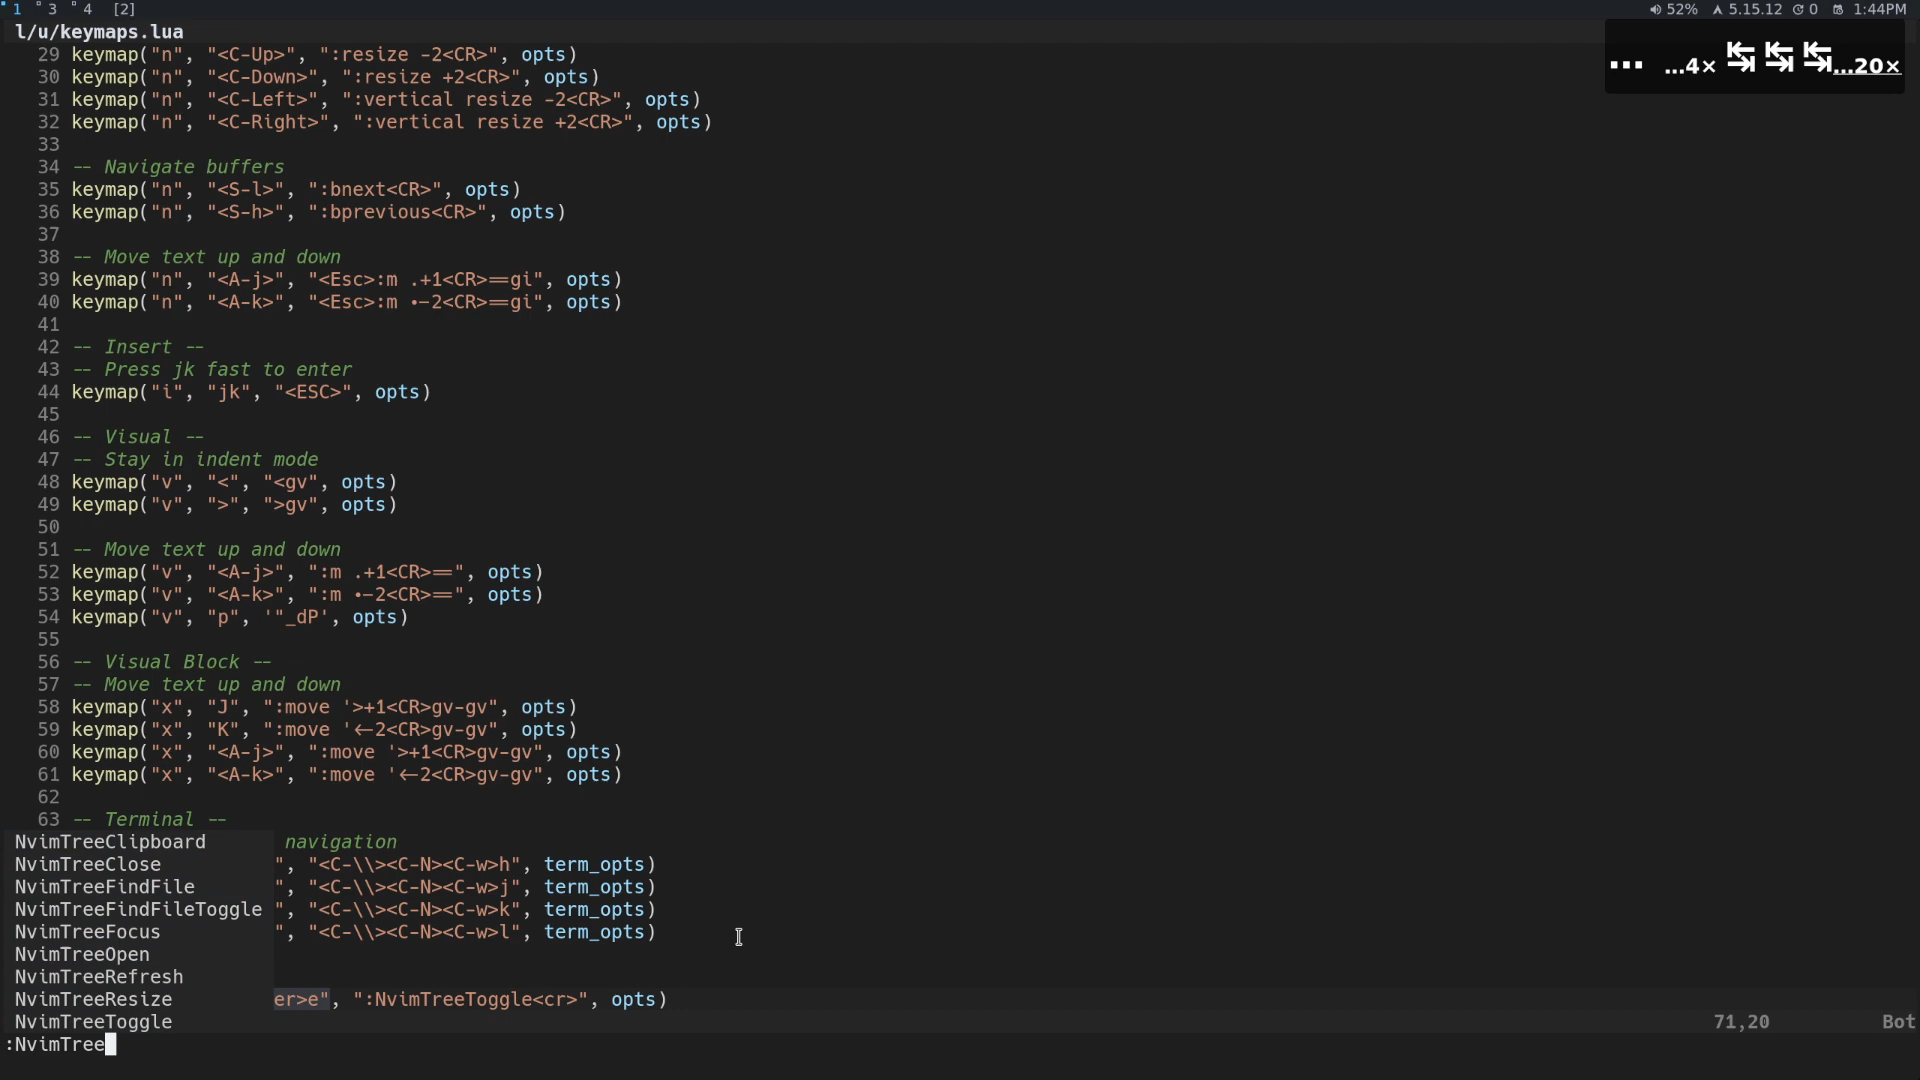 1 3 4 [2] 52% 5.15.12 0 1:44PM
l/u/keymaps.lua
... ...4× ...20×
29 keymap("n", "<C-Up>", ":resize -2<CR>", opts)
30 keymap("n", "<C-Down>", ":resize +2<CR>", opts)
31 keymap("n", "<C-Left>", ":vertical resize -2<CR>", opts)
32 keymap("n", "<C-Right>", ":vertical resize +2<CR>", opts)
33
34 -- Navigate buffers
35 keymap("n", "<S-l>", ":bnext<CR>", opts)
36 keymap("n", "<S-h>", ":bprevious<CR>", opts)
37
38 -- Move text up and down
39 keymap("n", "<A-j>", "<Esc>:m .+1<CR>==gi", opts)
40 keymap("n", "<A-k>", "<Esc>:m .-2<CR>==gi", opts)
41
42 -- Insert --
43 -- Press jk fast to enter
44 keymap("i", "jk", "<ESC>", opts)
45
46 -- Visual --
47 -- Stay in indent mode
48 keymap("v", "<", "<gv", opts)
49 keymap("v", ">", ">gv", opts)
50
51 -- Move text up and down
52 keymap("v", "<A-j>", ":m .+1<CR>==", opts)
53 keymap("v", "<A-k>", ":m .-2<CR>==", opts)
54 keymap("v", "p", '"_dP', opts)
55
56 -- Visual Block --
57 -- Move text up and down
58 keymap("x", "J", ":move '>+1<CR>gv-gv", opts)
59 keymap("x", "K", ":move '<-2<CR>gv-gv", opts)
60 keymap("x", "<A-j>", ":move '>+1<CR>gv-gv", opts)
61 keymap("x", "<A-k>", ":move '<-2<CR>gv-gv", opts)
62
63 -- Terminal --
NvimTreeClipboard navigation
NvimTreeClose ", "<C-\\><C-N><C-w>h", term_opts)
NvimTreeFindFile ", "<C-\\><C-N><C-w>j", term_opts)
NvimTreeFindFileToggle ", "<C-\\><C-N><C-w>k", term_opts)
NvimTreeFocus ", "<C-\\><C-N><C-w>l", term_opts)
NvimTreeOpen
NvimTreeRefresh
NvimTreeResize er>e", ":NvimTreeToggle<cr>", opts)
NvimTreeToggle 71,20 Bot
:NvimTree